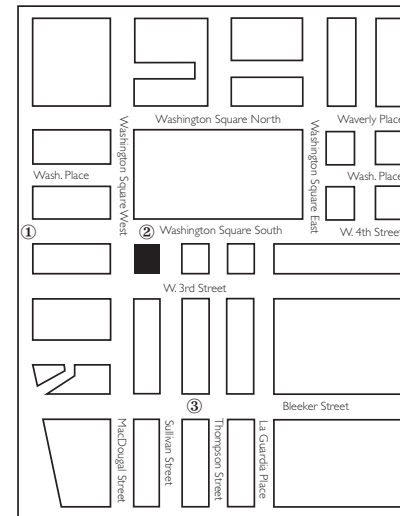 Washington Square North
Waverly Place
Washington Square West
Washington Square East
Wash. Place
Wash. Place
①
②
Washington Square South
W. 4th Street
W. 3rd Street
③
Bleeker Street
MacDougal Street
Sullivan Street
Thompson Street
La Guardia Place